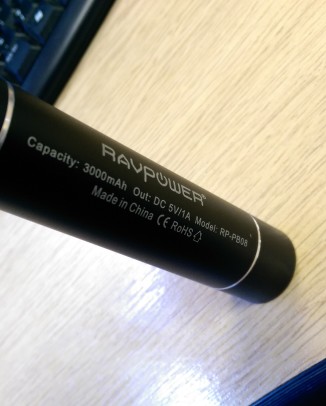 RAVPOWER®
Capacity: 3000mAh Out: DC 5V/1A Model: RP-PB08
Made in China CE RoHS